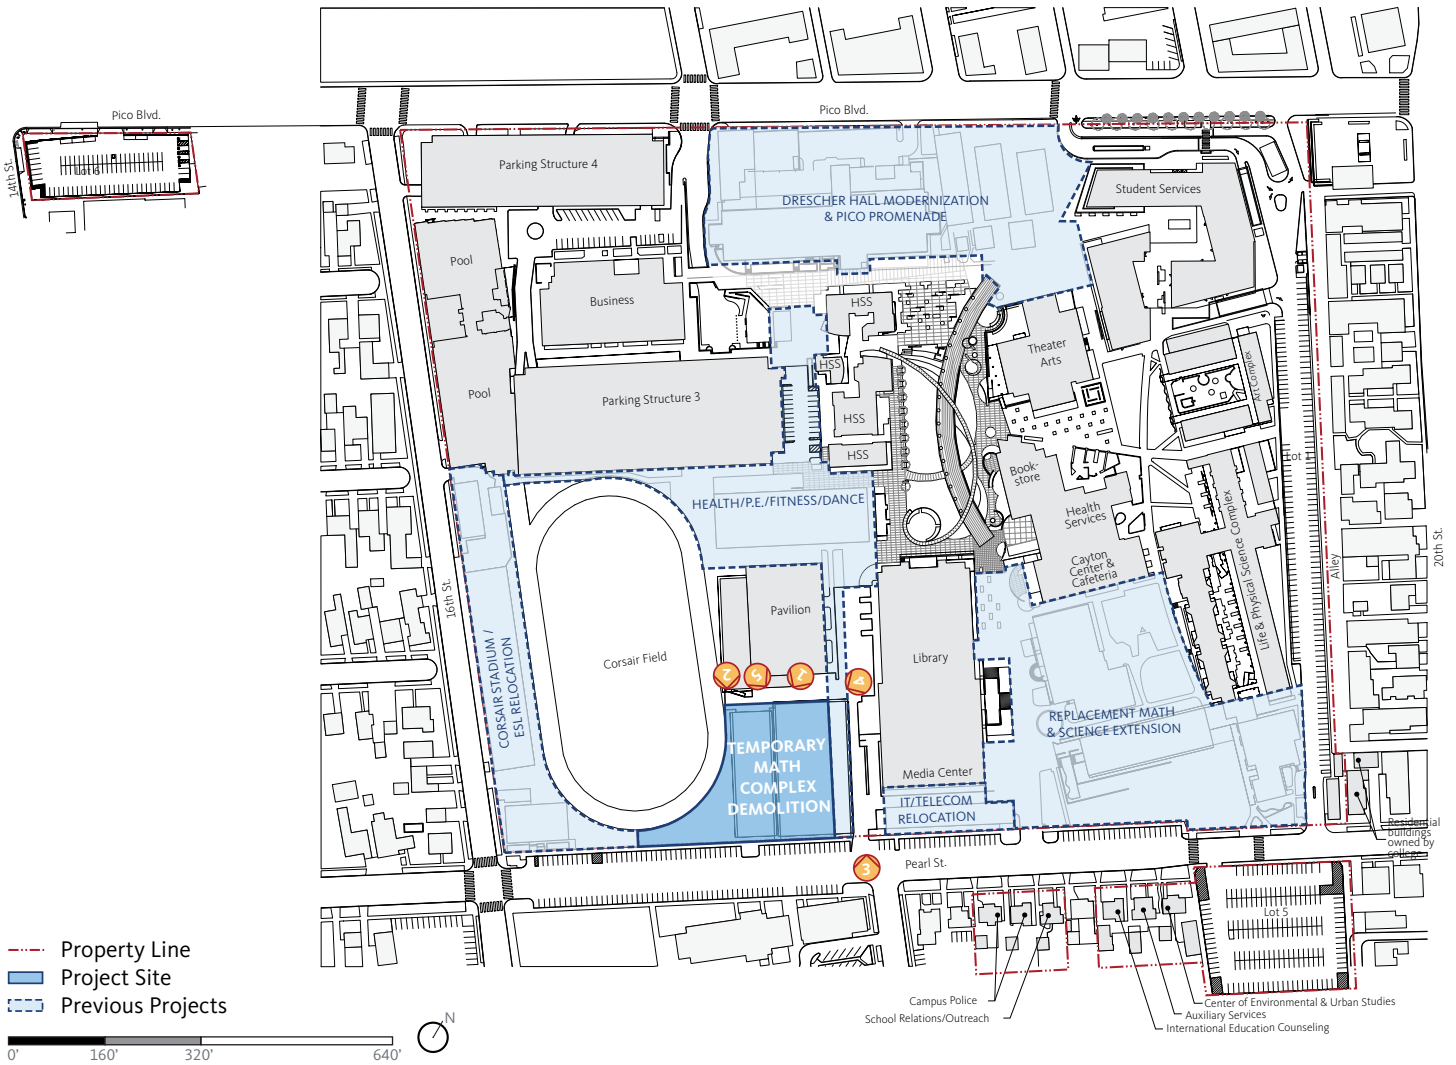 Pico Blvd.
Pico Blvd.
14th St.
Lot 6
Parking Structure 4
Student Services
DRESCHER HALL MODERNIZATION
& PICO PROMENADE
Pool
Business
HSS
Theater
Arts
HSS
Art Complex
Pool
Parking Structure 3
HSS
HSS
Lot 1
Book-
store
HEALTH/P.E./FITNESS/DANCE
Health
Services
Life & Physical Science Complex
Cayton
Center &
Cafeteria
Alley
20th St.
16th St.
Pavilion
Corsair Field
Library
CORSAIR STADIUM /
ESL RELOCATION
2
5
1
4
REPLACEMENT MATH
& SCIENCE EXTENSION
TEMPORARY
MATH
COMPLEX
DEMOLITION
Media Center
IT/TELECOM
RELOCATION
Residential
buildings
owned by
college
3
Pearl St.
Lot 5
Campus Police
School Relations/Outreach
Center of Environmental & Urban Studies
Auxiliary Services
International Education Counseling
Property Line
Project Site
Previous Projects
N
0'
160'
320'
640'